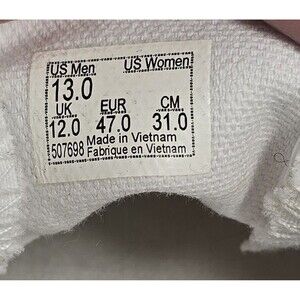 US Men US Women
13.0
UK EUR CM
12.0 47.0 31.0
507698 Made in Vietnam
Fabrique en Vietnam